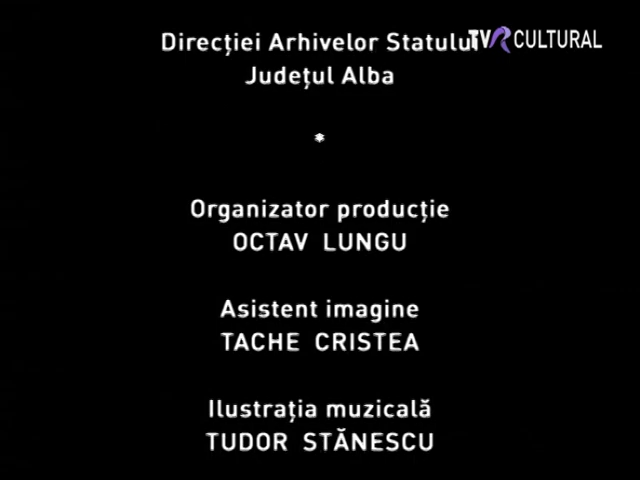 Direcției Arhivelor Statului
TVR CULTURAL
Județul Alba
*
Organizator producție
OCTAV LUNGU
Asistent imagine
TACHE CRISTEA
Ilustrația muzicală
TUDOR STĂNESCU